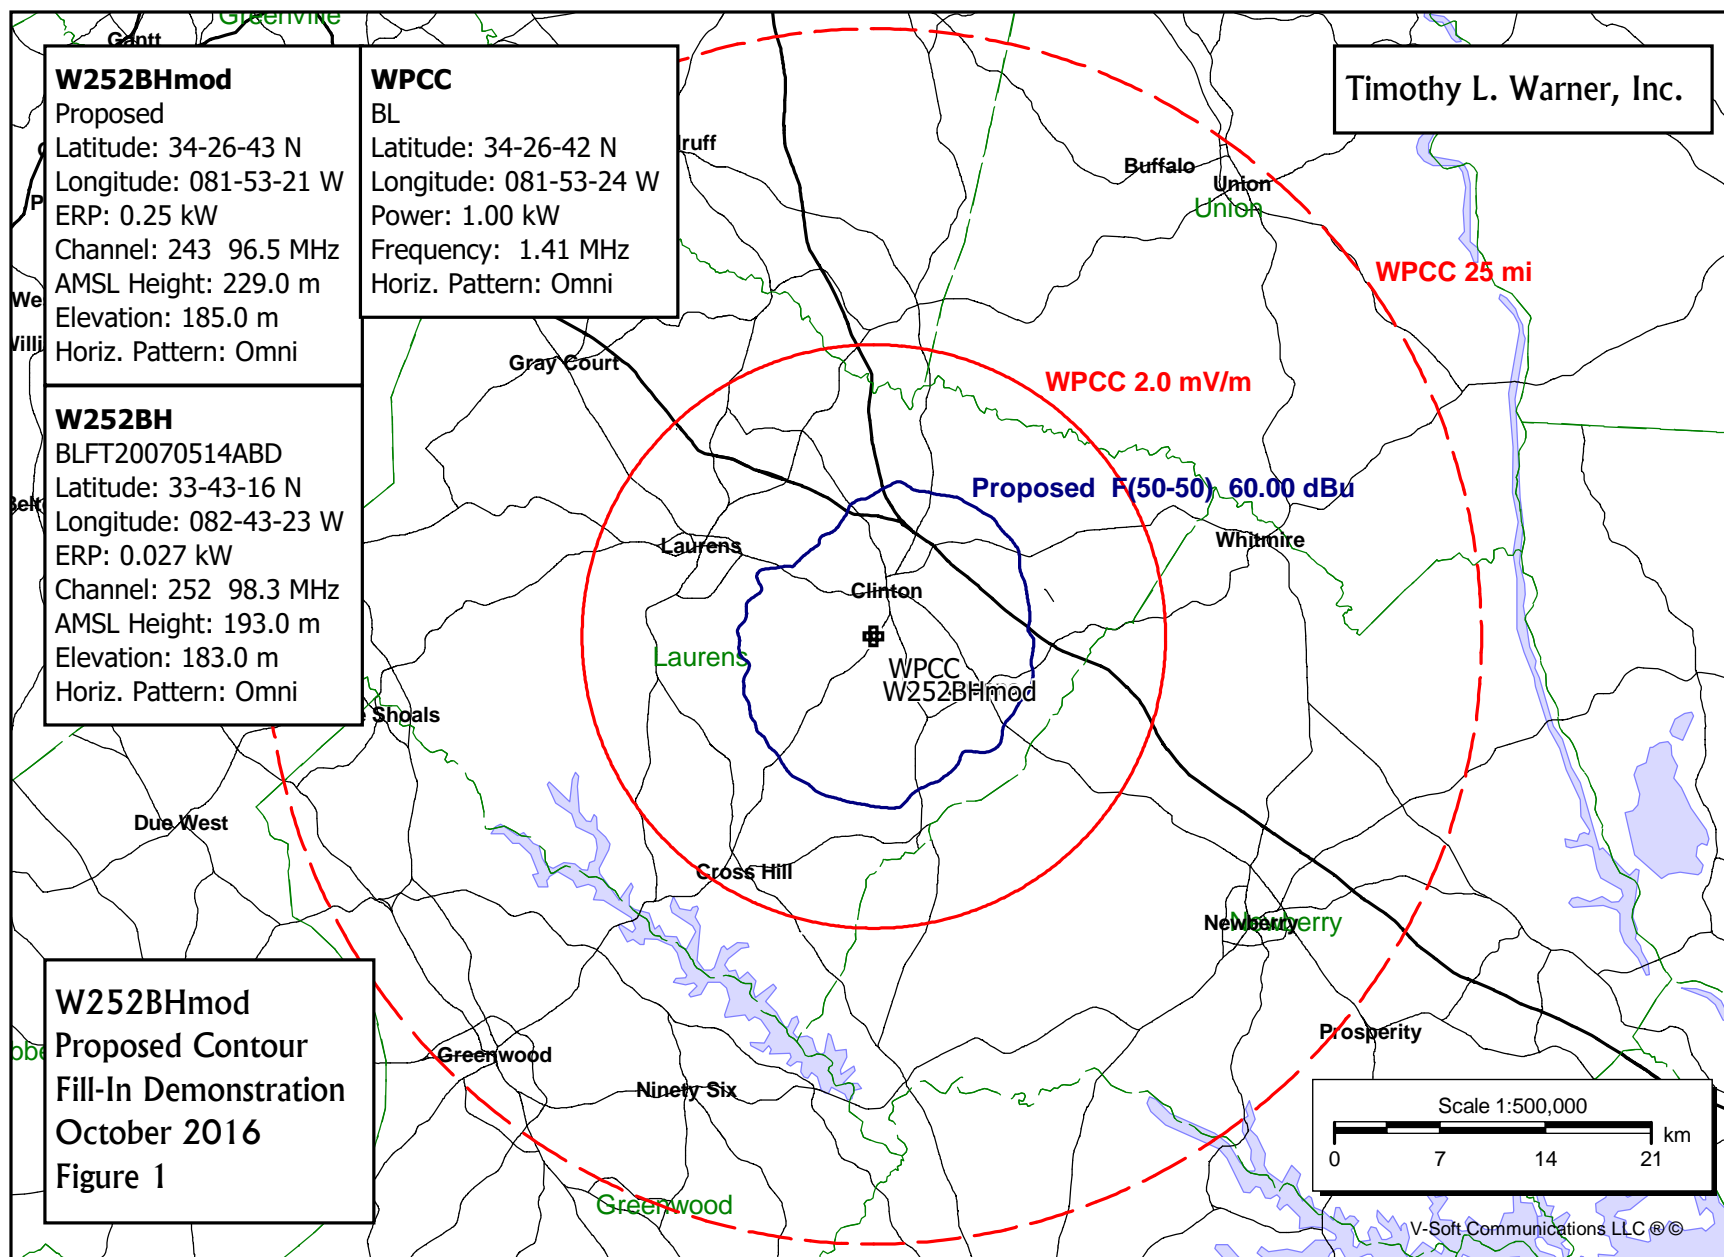 Greenville
Gantt
W252BHmod
Proposed
Latitude: 34-26-43 N
Longitude: 081-53-21 W
ERP: 0.25 kW
Channel: 243  96.5 MHz
AMSL Height: 229.0 m
Elevation: 185.0 m
Horiz. Pattern: Omni
WPCC
BL
Latitude: 34-26-42 N
Longitude: 081-53-24 W
Power: 1.00 kW
Frequency:  1.41 MHz
Horiz. Pattern: Omni
Timothy L. Warner, Inc.
W252BH
BLFT20070514ABD
Latitude: 33-43-16 N
Longitude: 082-43-23 W
ERP: 0.027 kW
Channel: 252  98.3 MHz
AMSL Height: 193.0 m
Elevation: 183.0 m
Horiz. Pattern: Omni
ruff
Buffalo
Union
Union
WPCC 25 mi
Gray Court
WPCC 2.0 mV/m
Proposed  F(50-50)  60.00 dBu
Laurens
Whitmire
Clinton
Laurens
WPCC
W252BHmod
Shoals
Due West
Cross Hill
Newberry
Newberry
Prosperity
Greenwood
Ninety Six
Greenwood
W252BHmod
Proposed Contour
Fill-In Demonstration
October 2016
Figure 1
Scale 1:500,000
km
0 7 14 21
V-Soft Communications LLC ® ©